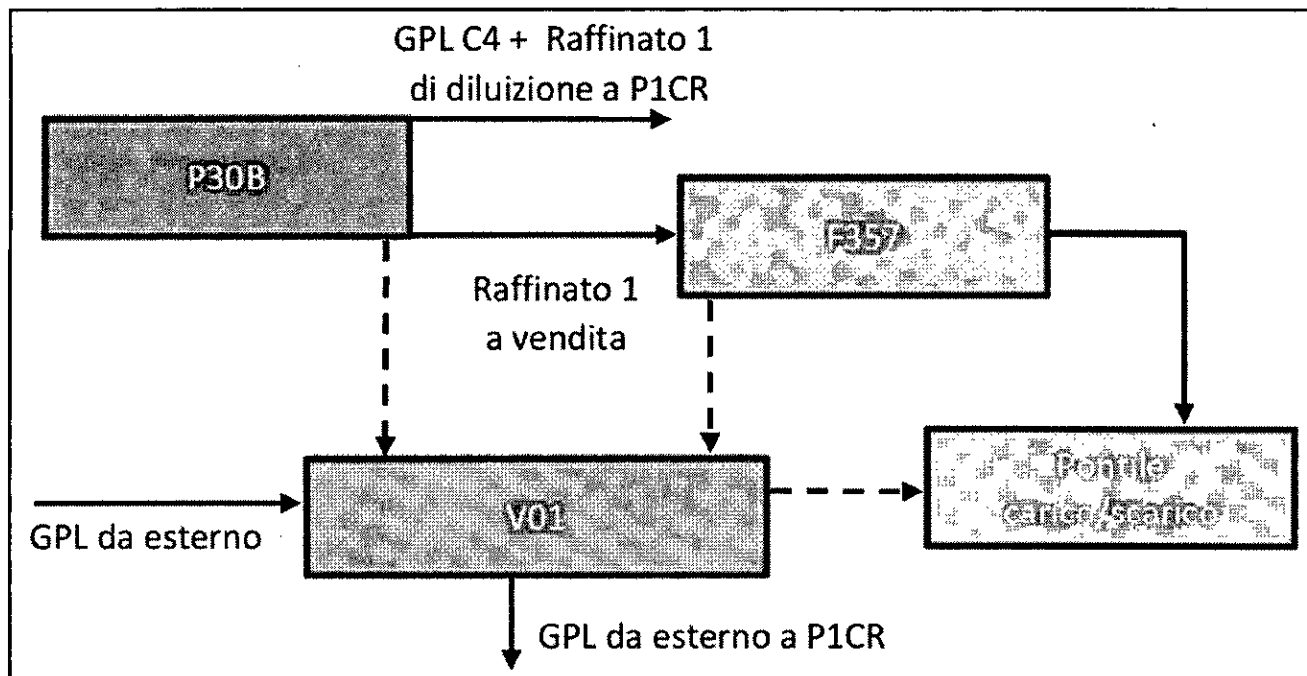 GPL C4 + Raffinato 1
di diluizione a P1CR
P30B
F357
Raffinato 1
a vendita
Pontile
carico/scarico
V01
GPL da esterno
GPL da esterno a P1CR